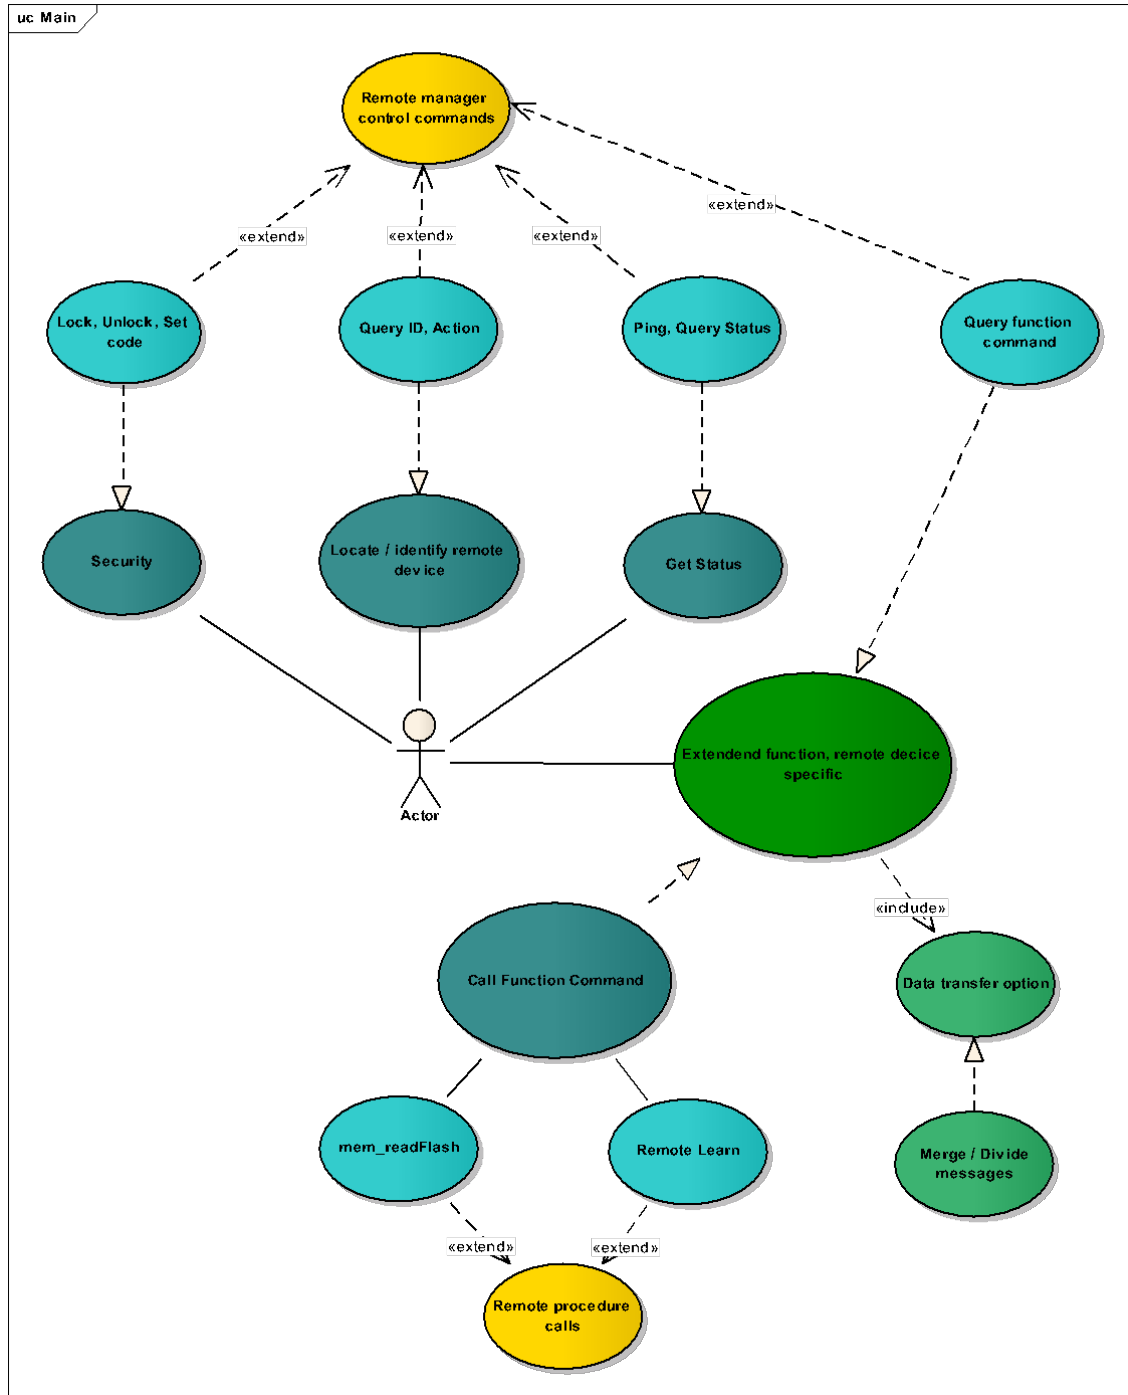 uc Main
Remote manager
control commands
«extend»
«extend»
«extend»
«extend»
Lock, Unlock, Set
code
Query ID, Action
Ping, Query Status
Query function
command
Security
Locate / identify remote
device
Get Status
Actor
Extendend function, remote decice
specific
«include»
Call Function Command
Data transfer option
mem_readFlash
Remote Learn
Merge / Divide
messages
«extend»
«extend»
Remote procedure
calls